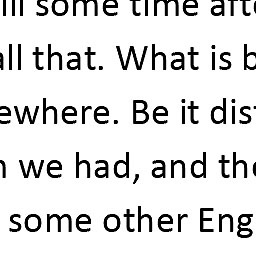 ill some time afte
all that. What is b
ewhere. Be it dist
n we had, and the
some other Eng